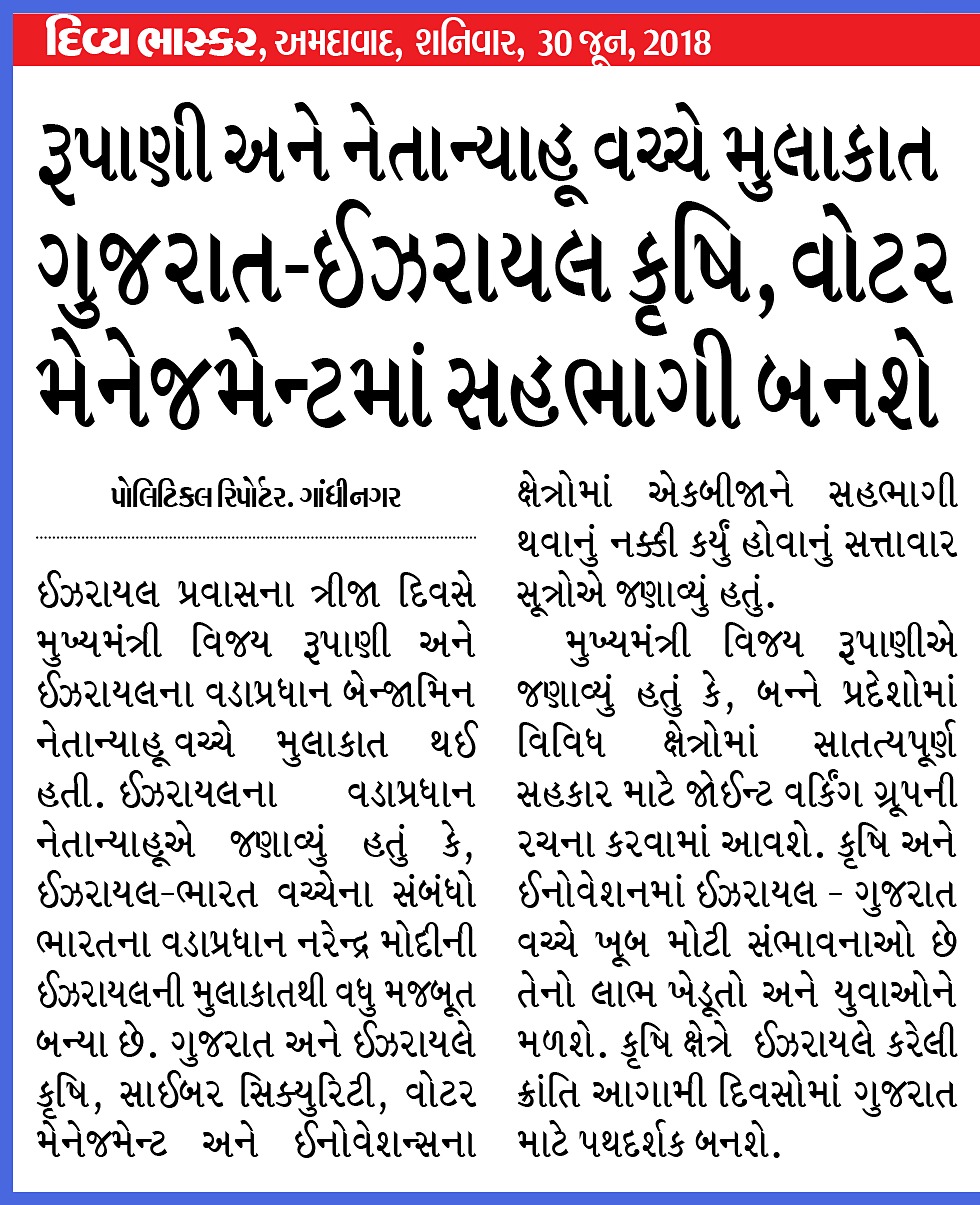 દિવ્ય ભાસ્કર, અમદાવાદ, શનિવાર, 30 જૂન, 2018
રૂપાણી અને નેતાન્યાહૂ વચ્ચે મુલાકાત
ગુજરાત-ઈઝરાયલ કૃષિ, વોટર
મેનેજમેન્ટમાં સહભાગી બનશે
પોલિટિકલ રિપોર્ટર. ગાંધીનગર
ઈઝરાયલ પ્રવાસના ત્રીજા દિવસે
મુખ્યમંત્રી વિજય રૂપાણી અને
ઈઝરાયલના વડાપ્રધાન બેન્જામિન
નેતાન્યાહૂ વચ્ચે મુલાકાત થઈ
હતી. ઈઝરાયલના વડાપ્રધાન
નેતાન્યાહૂએ જણાવ્યું હતું કે,
ઈઝરાયલ-ભારત વચ્ચેના સંબંધો
ભારતના વડાપ્રધાન નરેન્દ્ર મોદીની
ઈઝરાયલની મુલાકાતથી વધુ મજબૂત
બન્યા છે. ગુજરાત અને ઈઝરાયલે
કૃષિ, સાઈબર સિક્યુરિટી, વોટર
મેનેજમેન્ટ અને ઈનોવેશન્સના
ક્ષેત્રોમાં એકબીજાને સહભાગી
થવાનું નક્કી કર્યું હોવાનું સત્તાવાર
સૂત્રોએ જણાવ્યું હતું.
મુખ્યમંત્રી વિજય રૂપાણીએ
જણાવ્યું હતું કે, બન્ને પ્રદેશોમાં
વિવિધ ક્ષેત્રોમાં સાતત્યપૂર્ણ
સહકાર માટે જોઈન્ટ વર્કિંગ ગ્રૂપની
રચના કરવામાં આવશે. કૃષિ અને
ઈનોવેશનમાં ઈઝરાયલ - ગુજરાત
વચ્ચે ખૂબ મોટી સંભાવનાઓ છે
તેનો લાભ ખેડૂતો અને યુવાઓને
મળશે. કૃષિ ક્ષેત્રે ઈઝરાયલે કરેલી
ક્રાંતિ આગામી દિવસોમાં ગુજરાત
માટે પથદર્શક બનશે.